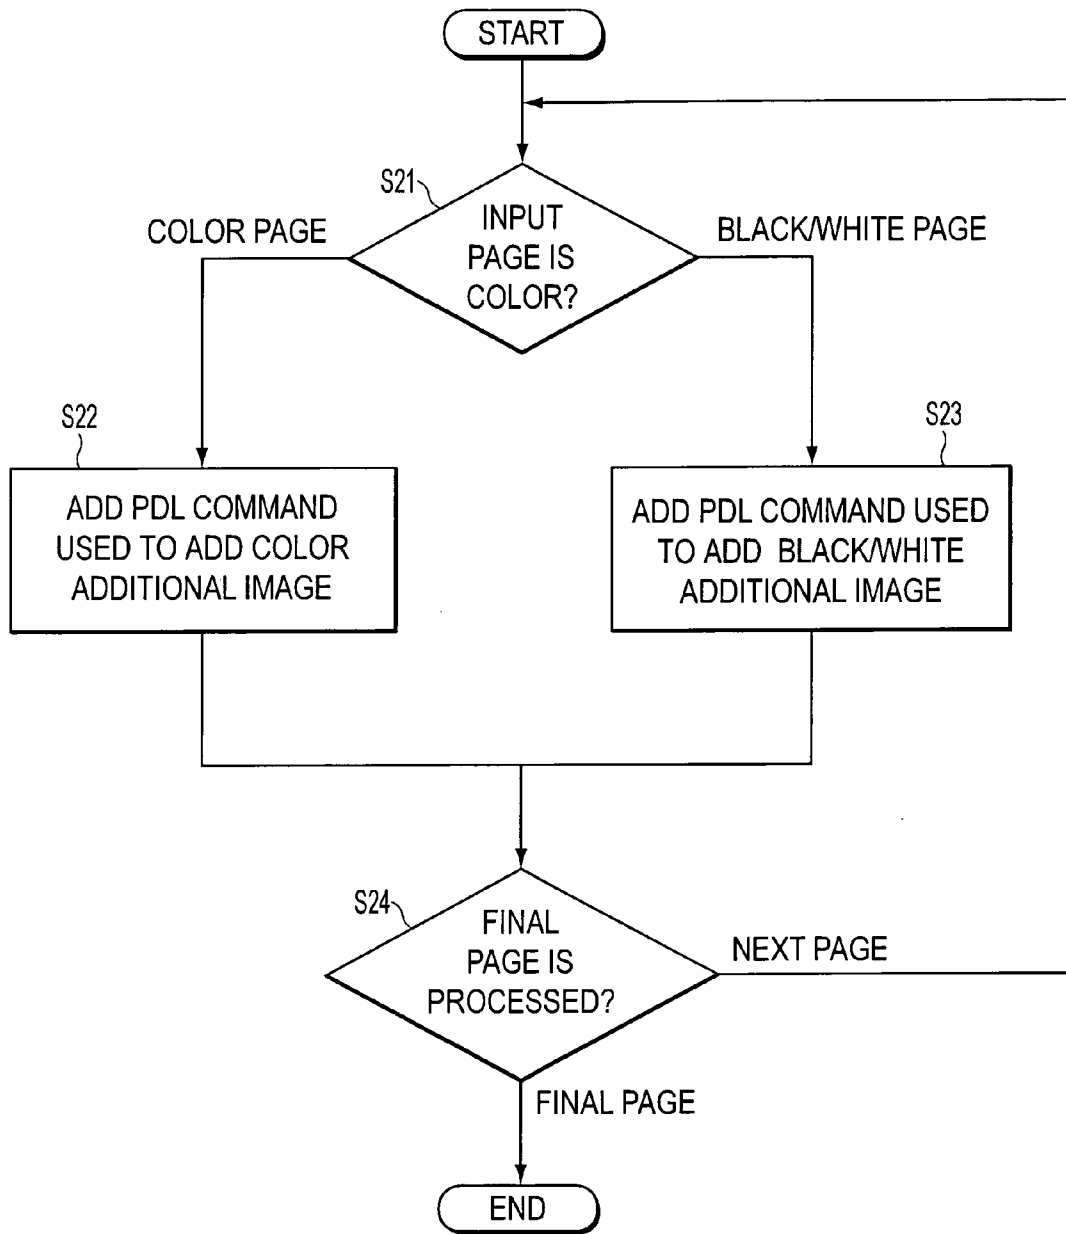 START
S21
INPUT
PAGE IS
COLOR?
COLOR PAGE
BLACK/WHITE PAGE
S22
ADD PDL COMMAND
USED TO ADD COLOR
ADDITIONAL IMAGE
S23
ADD PDL COMMAND USED
TO ADD BLACK/WHITE
ADDITIONAL IMAGE
S24
FINAL
PAGE IS
PROCESSED?
NEXT PAGE
FINAL PAGE
END